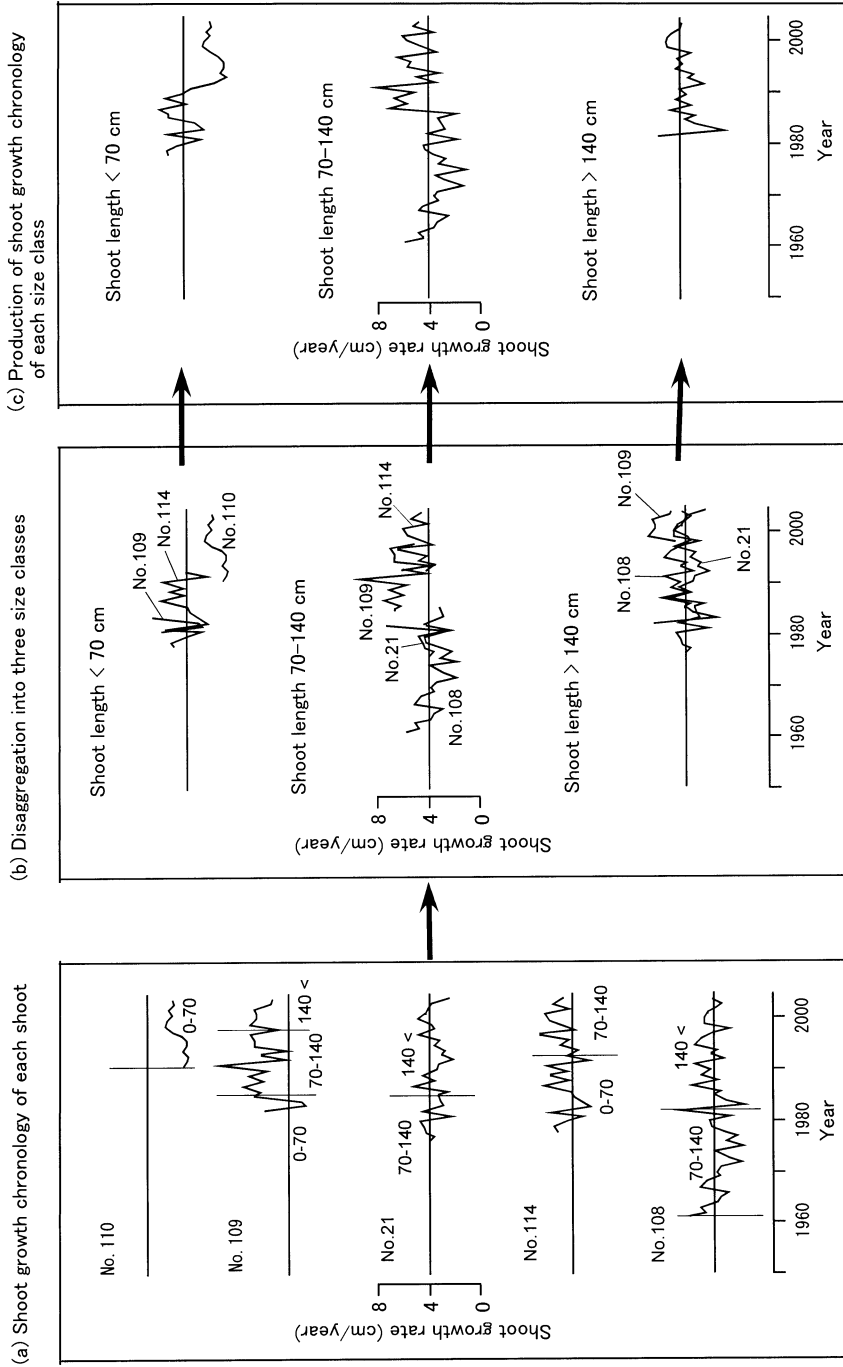 (a) Shoot growth chronology of each shoot
No. 110
0-70
No. 109
0-70
70-140
140 <
No.21
70-140
140 <
No.114
0-70
70-140
No.108
70-140
140 <
8
4
0
Shoot growth rate (cm/year)
1960
1980
2000
Year
(b) Disaggregation into three size classes
Shoot length < 70 cm
No.109
No.114
No.110
Shoot length 70-140 cm
No.109
No.114
No.21
No.108
8
4
0
Shoot growth rate (cm/year)
Shoot length > 140 cm
No.108
No.109
No.21
1960
1980
2000
Year
(c) Production of shoot growth chronology
of each size class
Shoot length < 70 cm
Shoot length 70-140 cm
8
4
0
Shoot growth rate (cm/year)
Shoot length > 140 cm
1960
1980
2000
Year